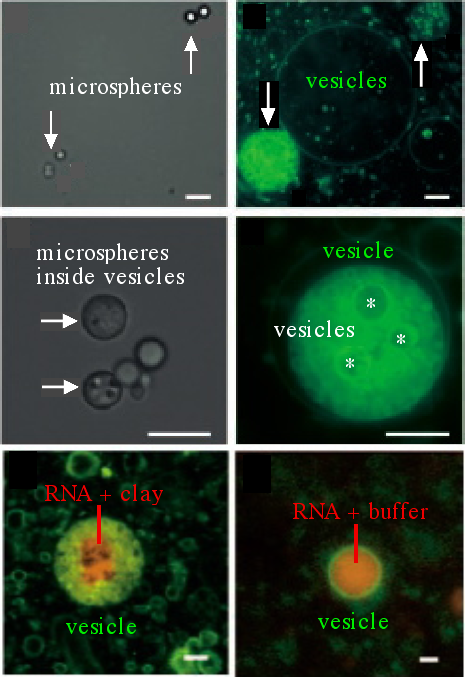 microspheres
vesicles
microspheres
inside vesicles
vesicle
vesicles
*
*
*
RNA + clay
vesicle
RNA + buffer
vesicle